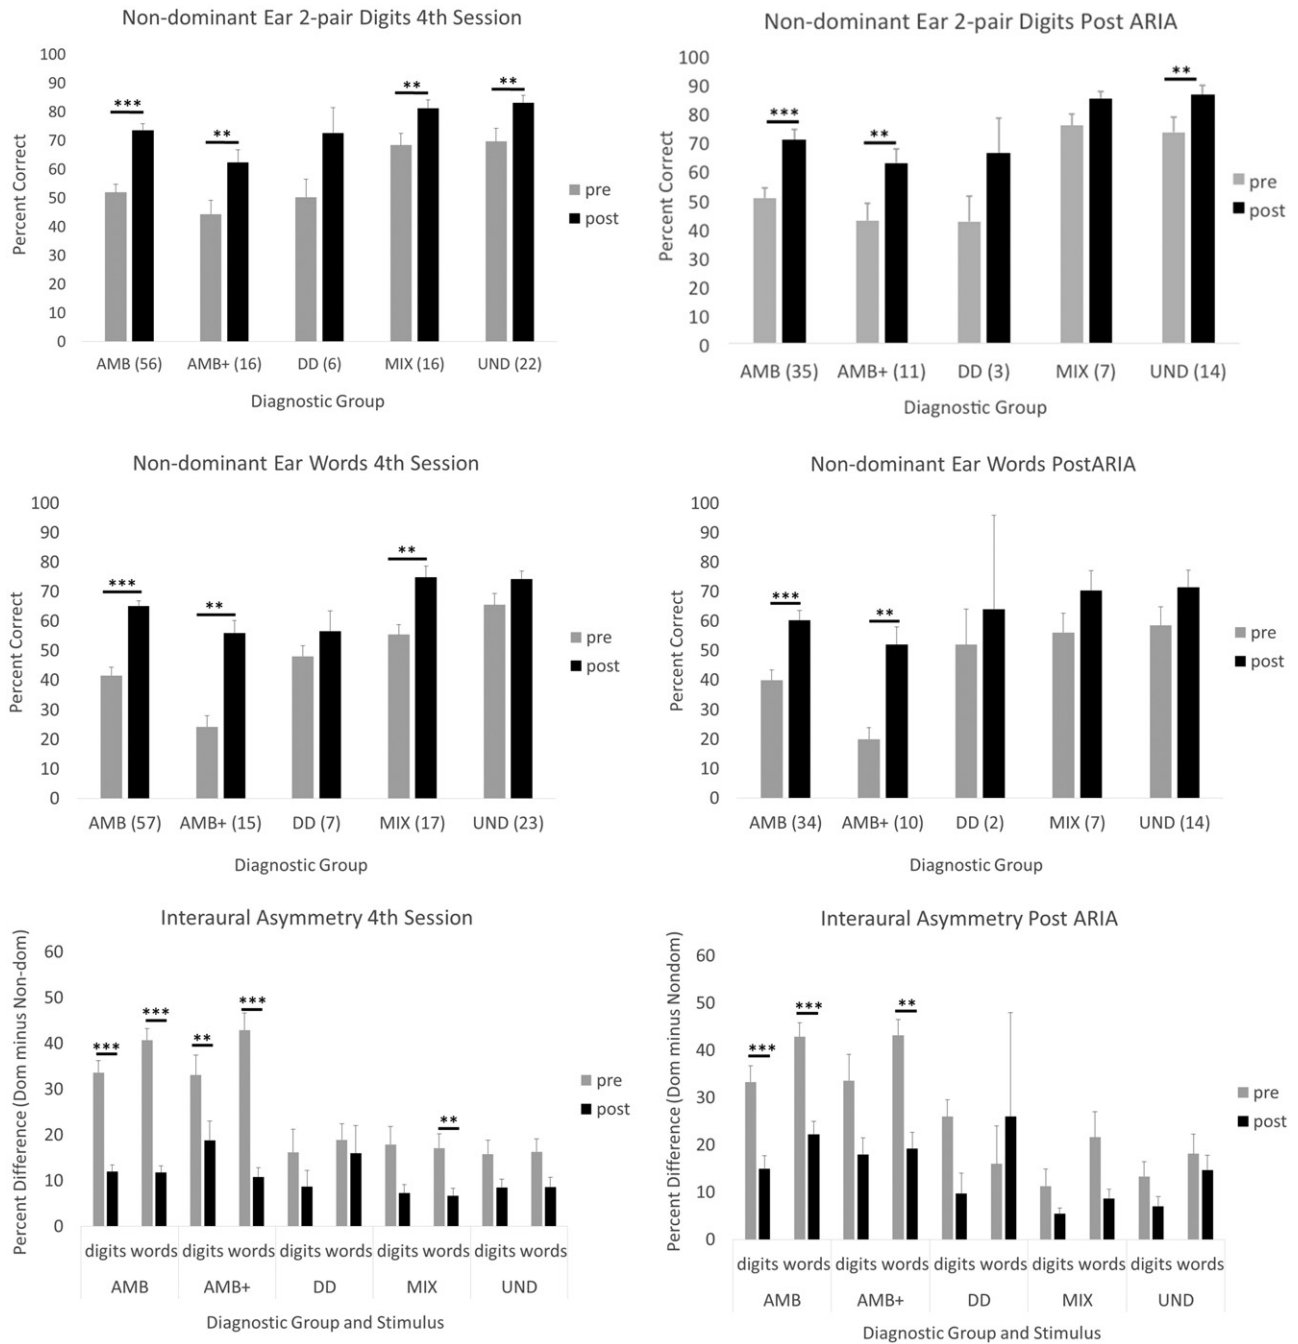 Non-dominant Ear 2-pair Digits 4th Session
Percent Correct
100
90
80
70
60
50
40
30
20
10
0
***
**
**
**
pre
post
AMB (56) AMB+ (16) DD (6) MIX (16) UND (22)
Diagnostic Group
Non-dominant Ear 2-pair Digits Post ARIA
Percent Correct
100
90
80
70
60
50
40
30
20
10
0
***
**
**
pre
post
AMB (35) AMB+ (11) DD (3) MIX (7) UND (14)
Diagnostic Group
Non-dominant Ear Words 4th Session
Percent Correct
100
90
80
70
60
50
40
30
20
10
0
***
**
**
pre
post
AMB (57) AMB+ (15) DD (7) MIX (17) UND (23)
Diagnostic Group
Non-dominant Ear Words PostARIA
Percent Correct
100
90
80
70
60
50
40
30
20
10
0
***
**
pre
post
AMB (34) AMB+ (10) DD (2) MIX (7) UND (14)
Diagnostic Group
Interaural Asymmetry 4th Session
Percent Difference (Dom minus Non-dom)
60
50
40
30
20
10
0
***
***
**
***
**
pre
post
digits words digits words digits words digits words digits words
AMB AMB+ DD MIX UND
Diagnostic Group and Stimulus
Interaural Asymmetry Post ARIA
Percent Difference (Dom minus Nondom)
60
50
40
30
20
10
0
***
***
**
pre
post
digits words digits words digits words digits words digits words
AMB AMB+ DD MIX UND
Diagnostic Group and Stimulus